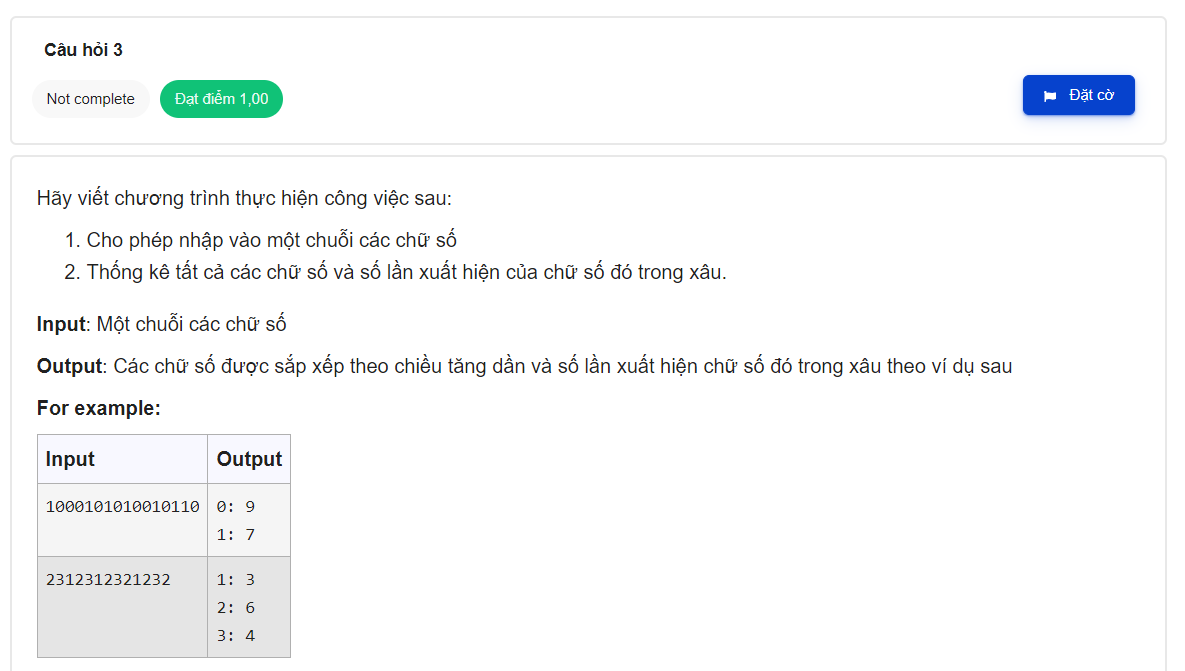 Câu hỏi 3
Not complete
Đạt điểm 1,00
Đặt cờ
Hãy viết chương trình thực hiện công việc sau:
1. Cho phép nhập vào một chuỗi các chữ số
2. Thống kê tất cả các chữ số và số lần xuất hiện của chữ số đó trong xâu.
Input: Một chuỗi các chữ số
Output: Các chữ số được sắp xếp theo chiều tăng dần và số lần xuất hiện chữ số đó trong xâu theo ví dụ sau
For example:
Input Output
1000101010010110 0: 9
1: 7
2312312321232 1: 3
2: 6
3: 4